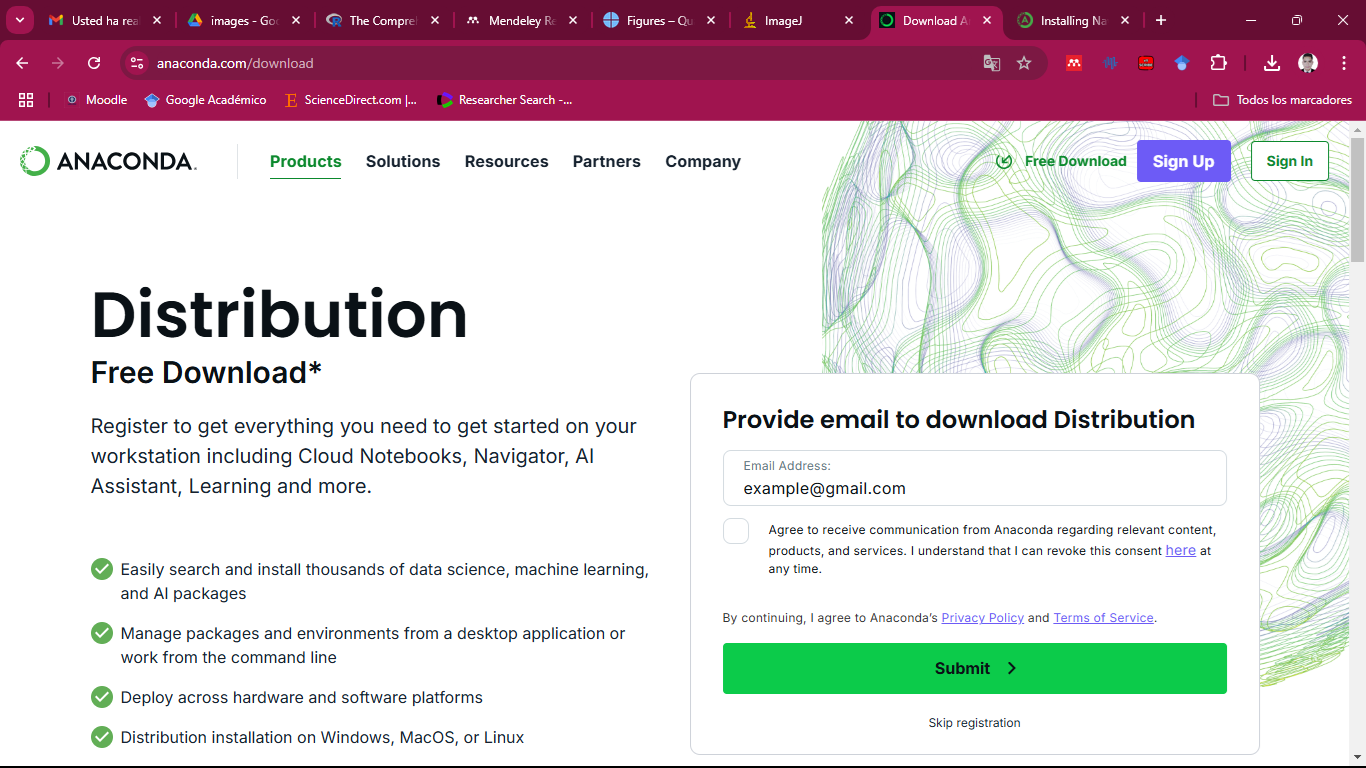 Usted ha real
images - Goo
The Compre
Mendeley Re
Figures – Qu
ImageJ
Download A
Installing Na
anaconda.com/download
Moodle
Google Académico
ScienceDirect.com |...
Researcher Search -...
Todos los marcadores
ANACONDA.
Products
Solutions
Resources
Partners
Company
Free Download
Sign Up
Sign In
Distribution
Free Download*
Register to get everything you need to get started on your
workstation including Cloud Notebooks, Navigator, AI
Assistant, Learning and more.
Easily search and install thousands of data science, machine learning,
and AI packages
Manage packages and environments from a desktop application or
work from the command line
Deploy across hardware and software platforms
Distribution installation on Windows, MacOS, or Linux
Provide email to download Distribution
Email Address:
example@gmail.com
Agree to receive communication from Anaconda regarding relevant content,
products, and services. I understand that I can revoke this consent here at
any time.
By continuing, I agree to Anaconda's Privacy Policy and Terms of Service.
Submit
Skip registration